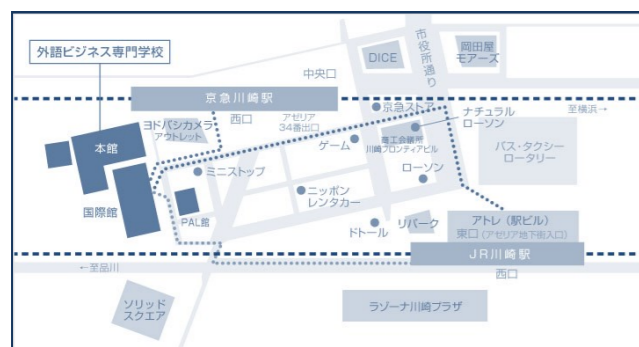 外語ビジネス専門学校
中央口
DICE
市役所通り
岡田屋
モアーズ
京急川崎駅
至横浜→
西口
アゼリア
34番出口
京急ストア
ナチュラル
ローソン
ヨドバシカメラ
アウトレット
本館
ゲーム
商工会議所
川崎フロンティアビル
バス・タクシー
ロータリー
ミニストップ
ローソン
国際館
PAL館
ニッポン
レンタカー
ドトール
リパーク
アトレ(駅ビル)
東口(アゼリア地下街入口)
←至品川
JR川崎駅
西口
ソリッド
スクエア
ラゾーナ川崎プラザ